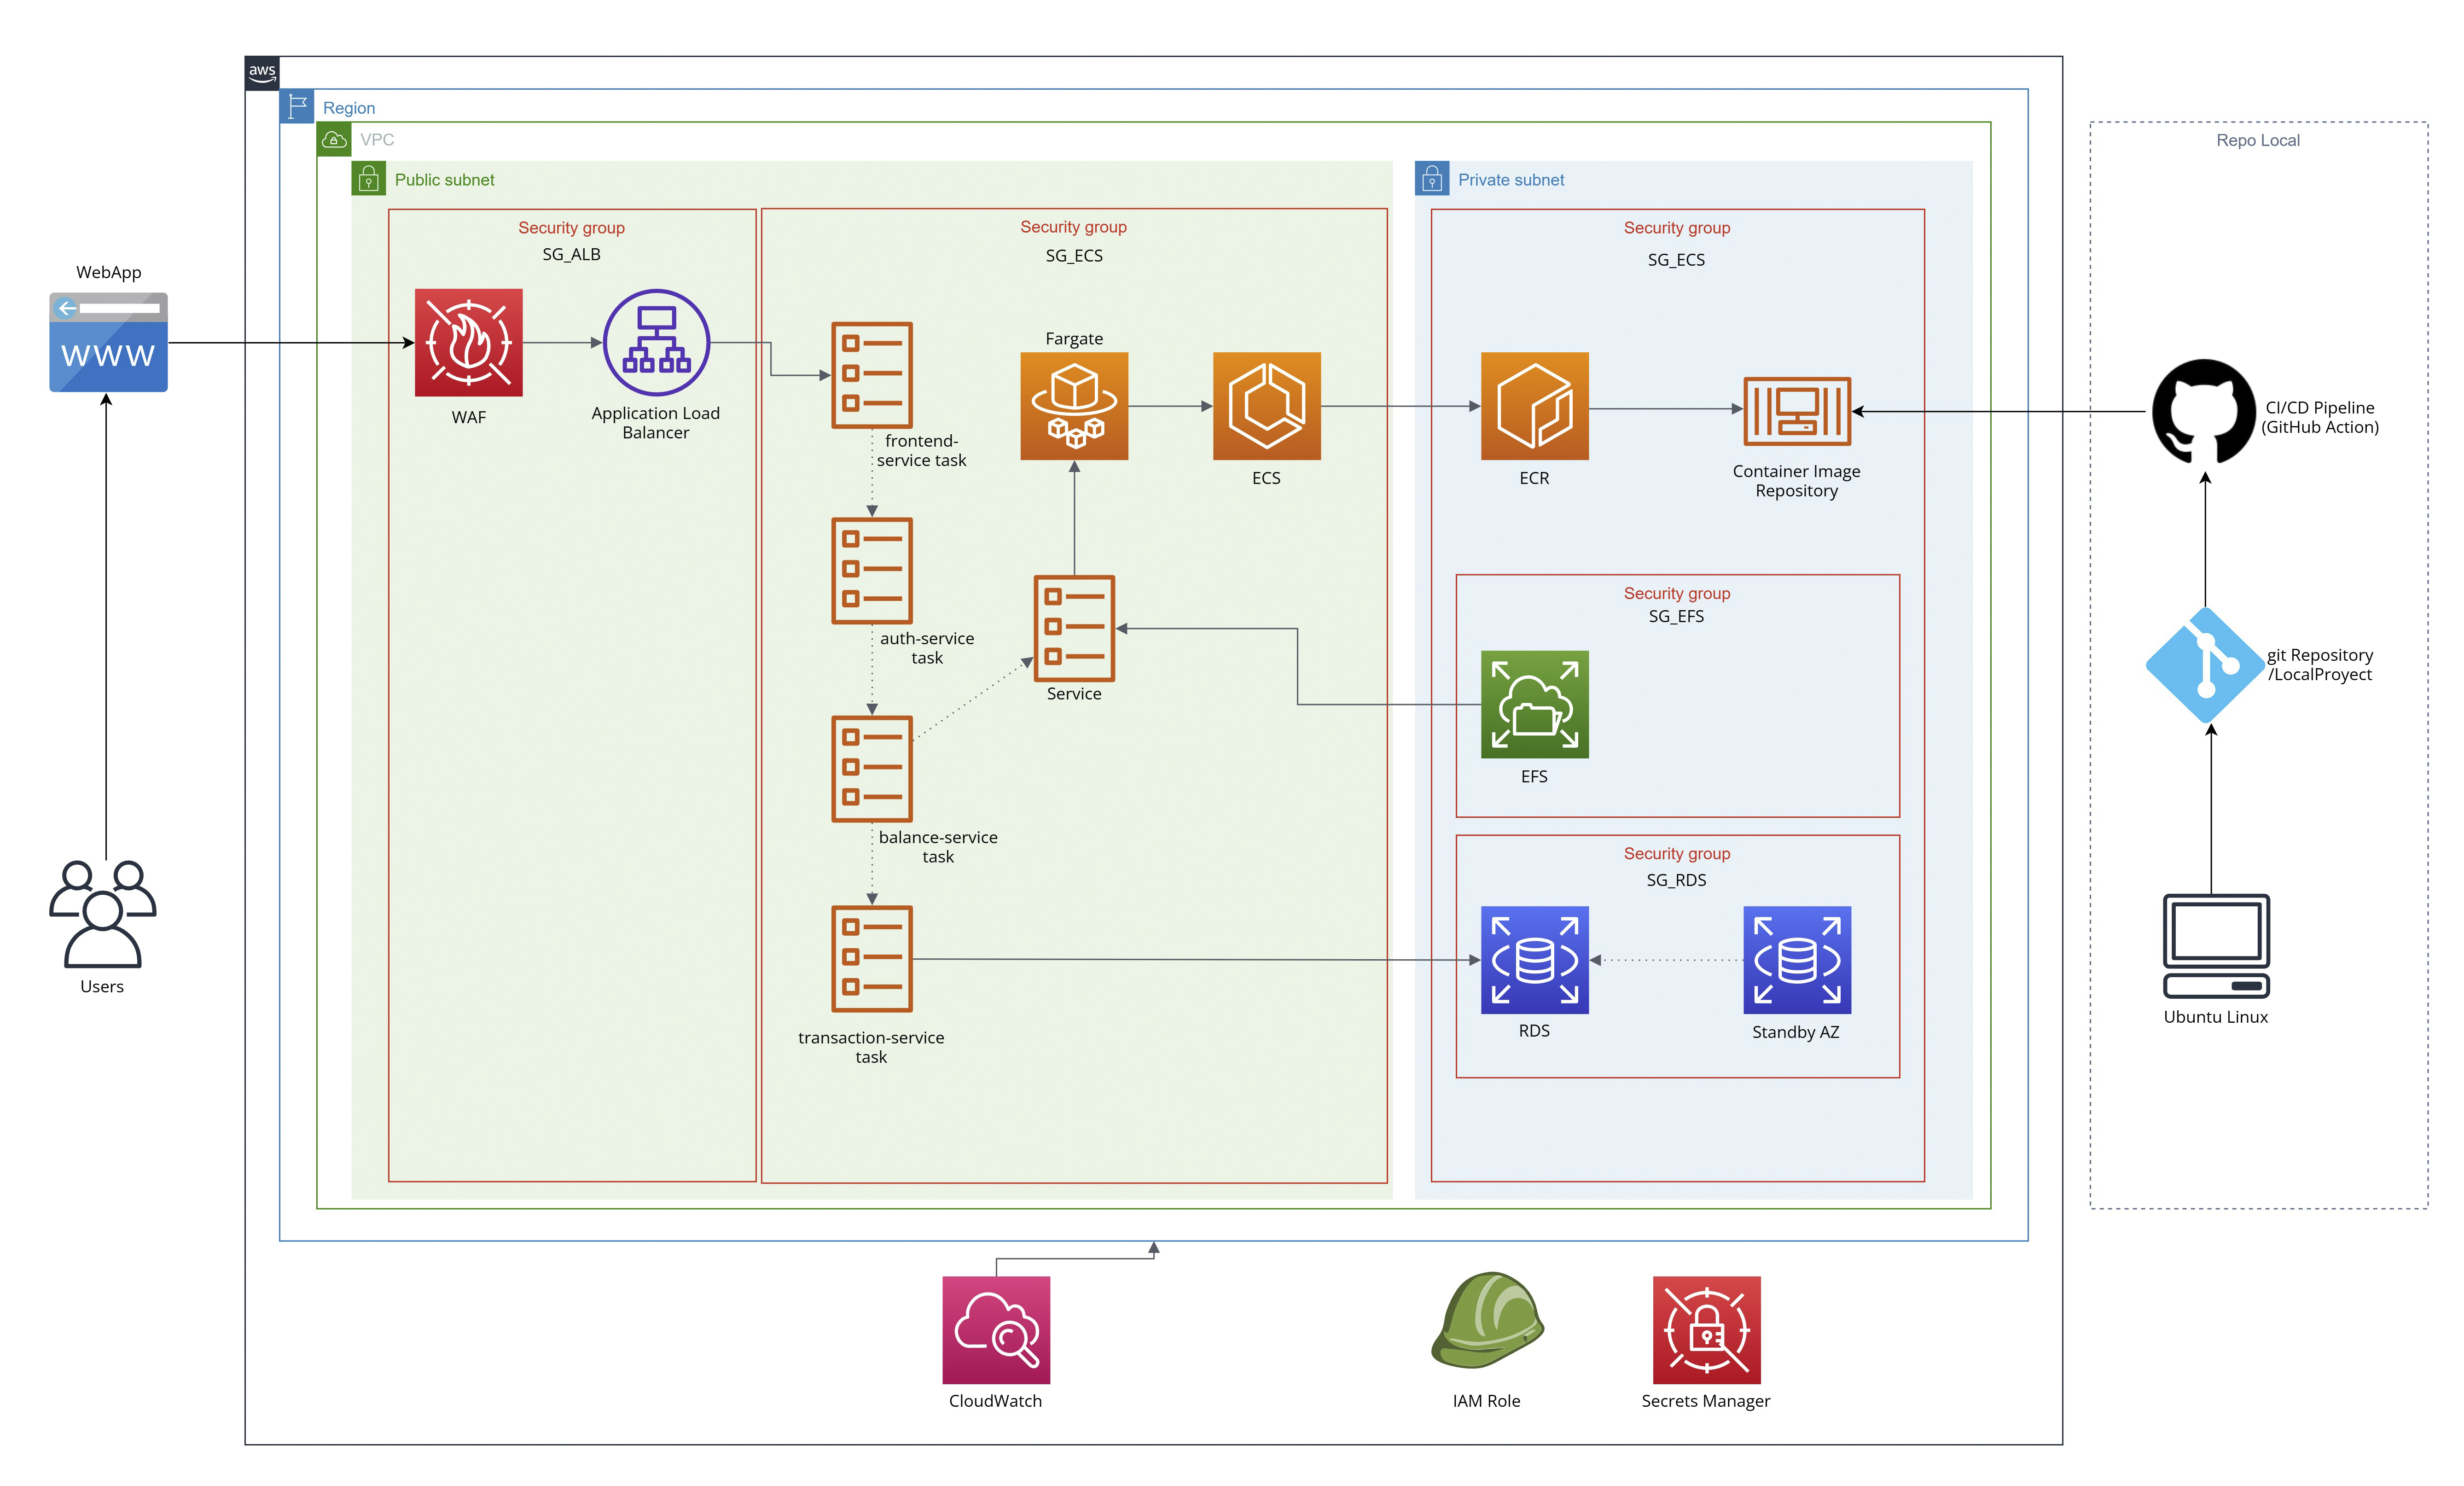 aws
Region
VPC
Public subnet
Private subnet
Repo Local
Security group
SG_ALB
Security group
SG_ECS
Security group
SG_ECS
WebApp
WWW
WAF
Application Load
Balancer
frontend-
service task
Fargate
ECS
ECR
Container Image
Repository
CI/CD Pipeline
(GitHub Action)
auth-service
task
Service
Security group
SG_EFS
EFS
git Repository
/LocalProyect
balance-service
task
Security group
SG_RDS
RDS
Standby AZ
transaction-service
task
Users
Ubuntu Linux
CloudWatch
IAM Role
Secrets Manager